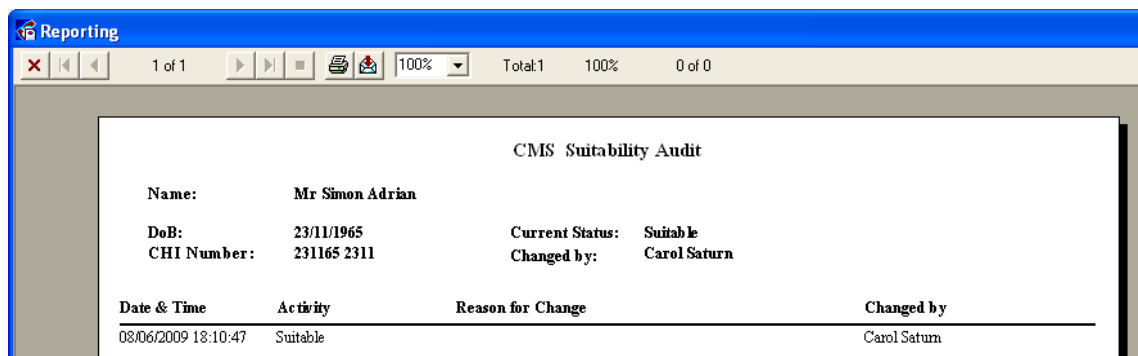 Reporting
1 of 1 100% Total:1 100% 0 of 0
CMS Suitability Audit
Name: Mr Simon Adrian
DoB: 23/11/1965 Current Status: Suitable
CHI Number: 231165 2311 Changed by: Carol Saturn
Date & Time Activity Reason for Change Changed by
08/06/2009 18:10:47 Suitable Carol Saturn